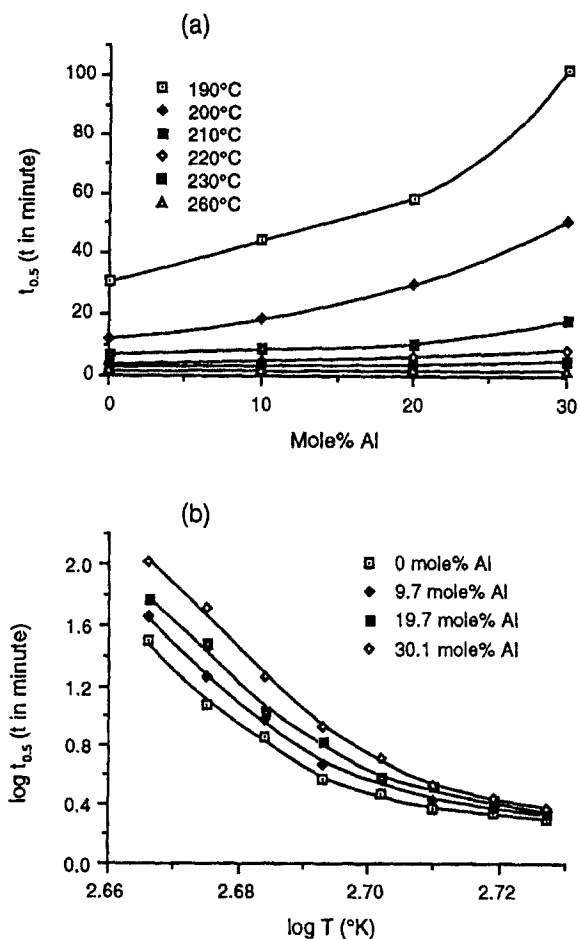 (a)
100
80
60
40
20
0
t0.5 (t in minute)
190°C
200°C
210°C
220°C
230°C
260°C
0
10
20
30
Mole% Al
(b)
2.0
1.6
1.2
0.8
0.4
0.0
log t0.5 (t in minute)
0 mole% Al
9.7 mole% Al
19.7 mole% Al
30.1 mole% Al
2.66
2.68
2.70
2.72
log T (°K)